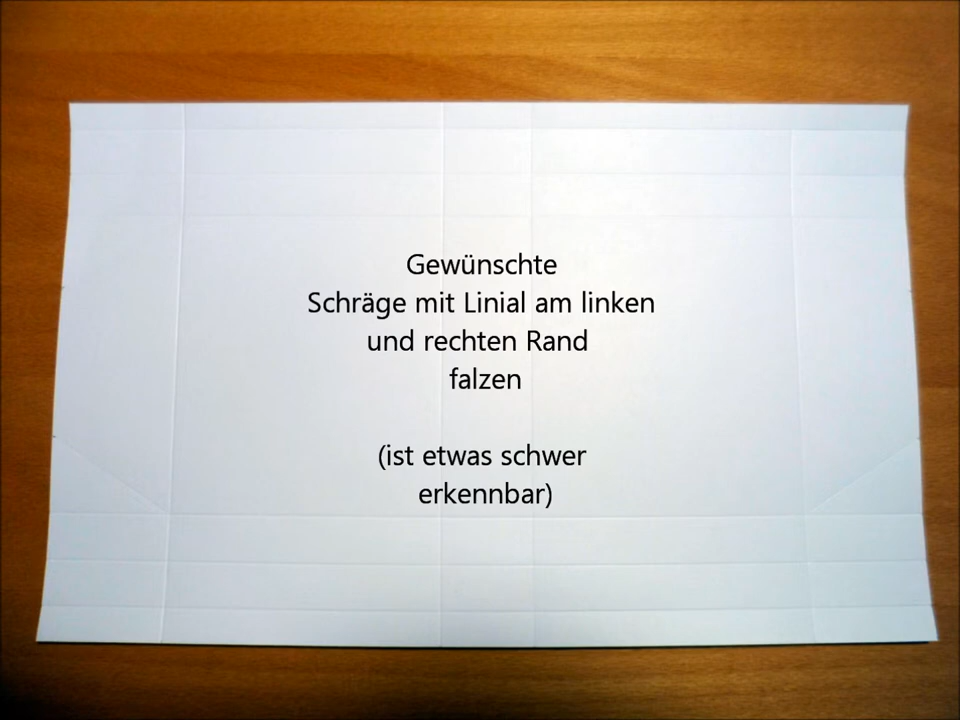 Gewünschte
Schräge mit Linial am linken
und rechten Rand
falzen
(ist etwas schwer
erkennbar)